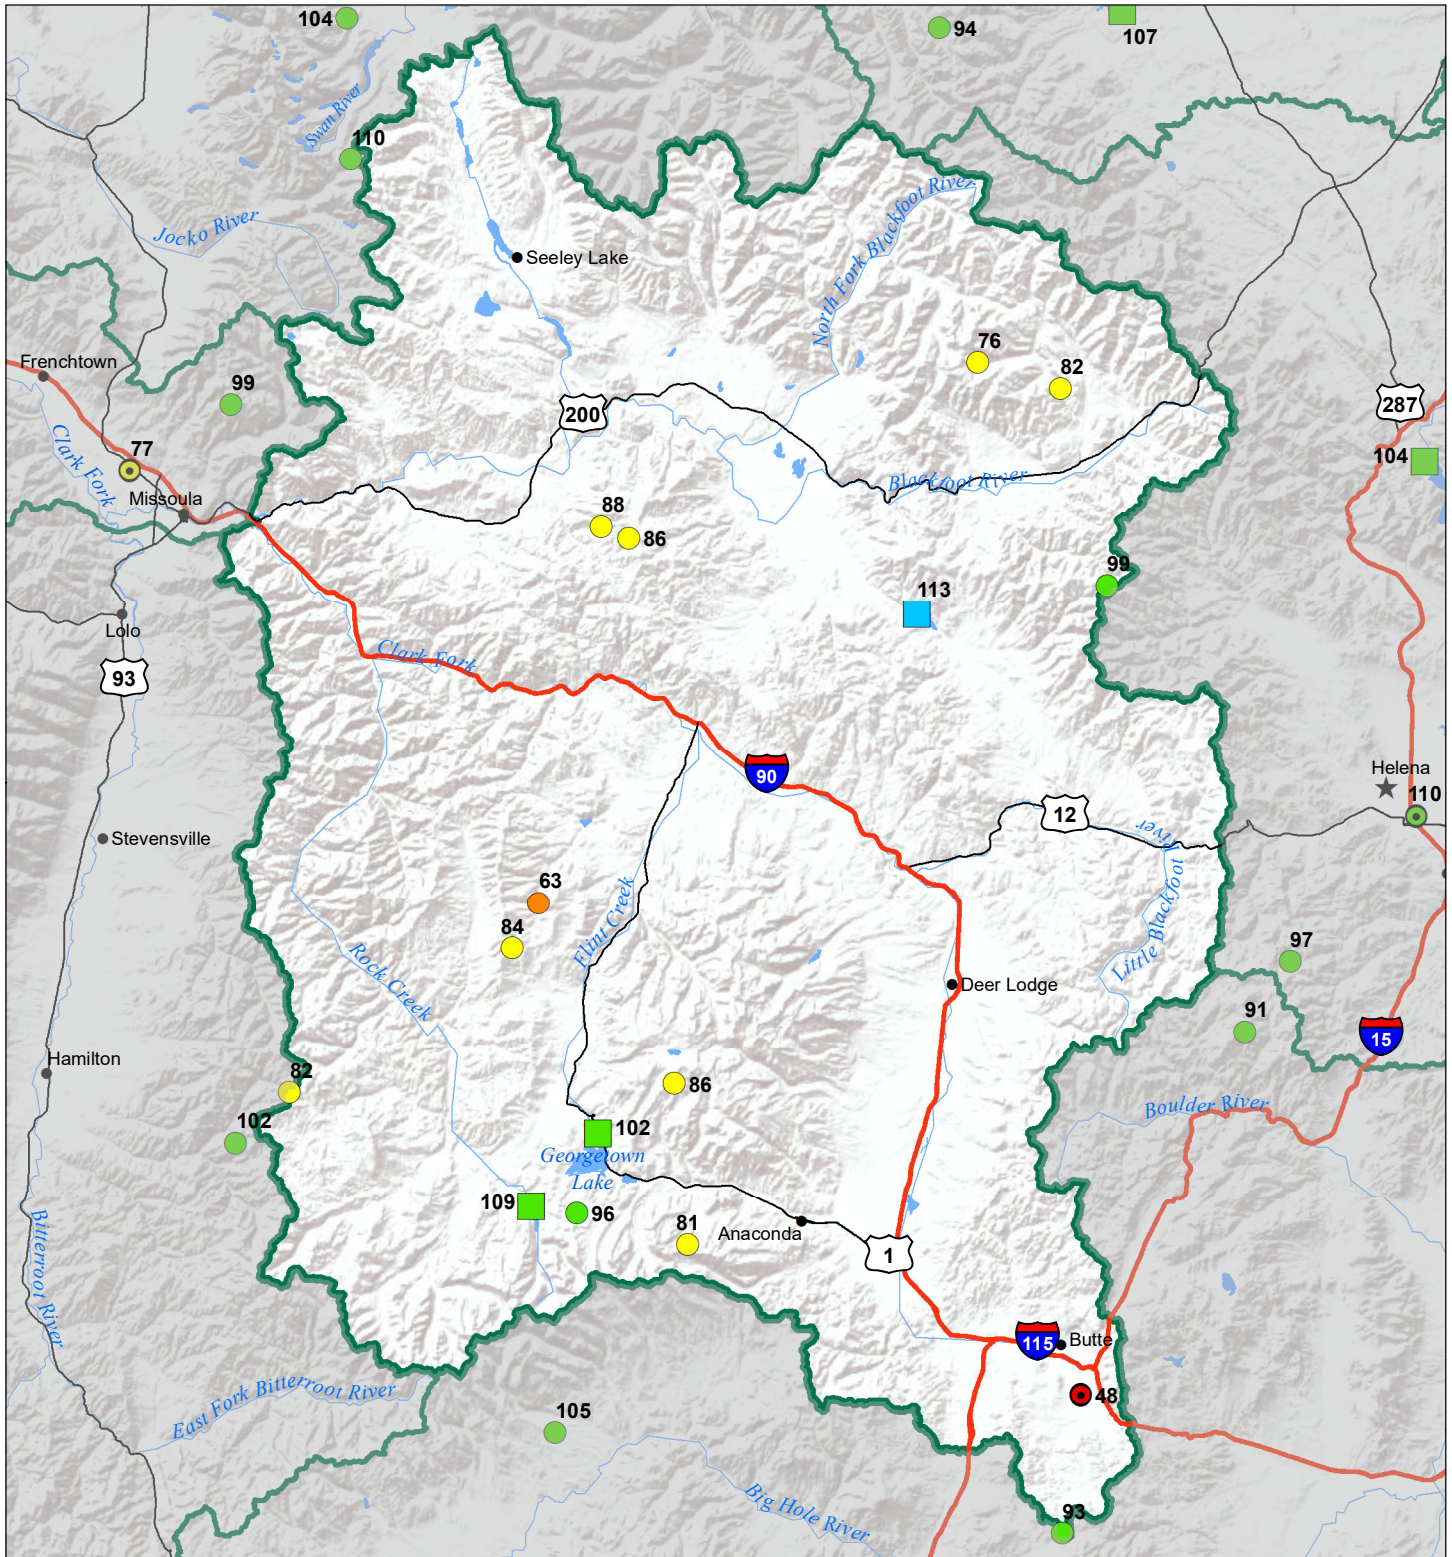 104
94
107
Swan River
110
Jocko River
North Fork Blackfoot River
Seeley Lake
76
82
Frenchtown
99
200
287
Clark Fork
77
104
Missoula
Blackfoot River
88
86
99
113
Lolo
93
Clark Fork
90
Helena
110
12
Stevensville
Little Blackfoot
River
63
84
Flint Creek
Rock Creek
97
Deer Lodge
91
15
Hamilton
82
86
102
102
Boulder River
Georgetown
Lake
109
96
81
Anaconda
1
Bitterroot River
115
Butte
48
East Fork Bitterroot River
105
Big Hole River
93